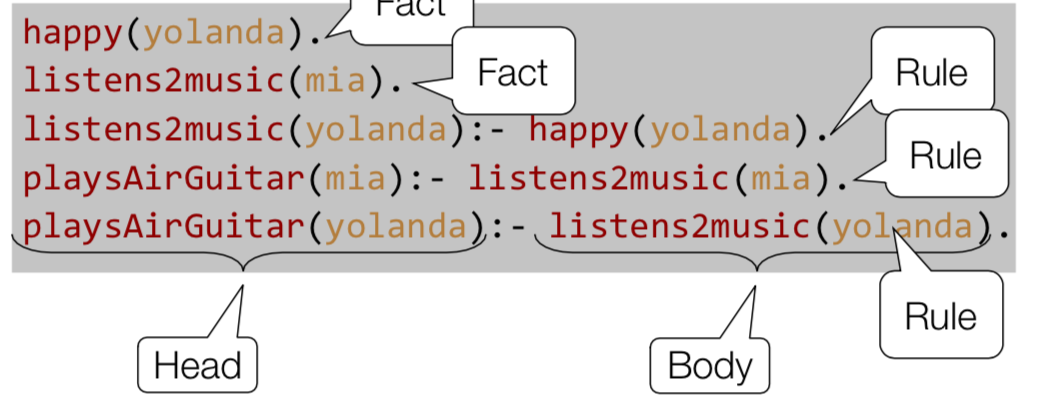 Fact
happy(yolanda).
Fact
listens2music(mia).
Rule
listens2music(yolanda):- happy(yolanda).
Rule
playsAirGuitar(mia):- listens2music(mia).
playsAirGuitar(yolanda):- listens2music(yolanda).
Rule
Head
Body